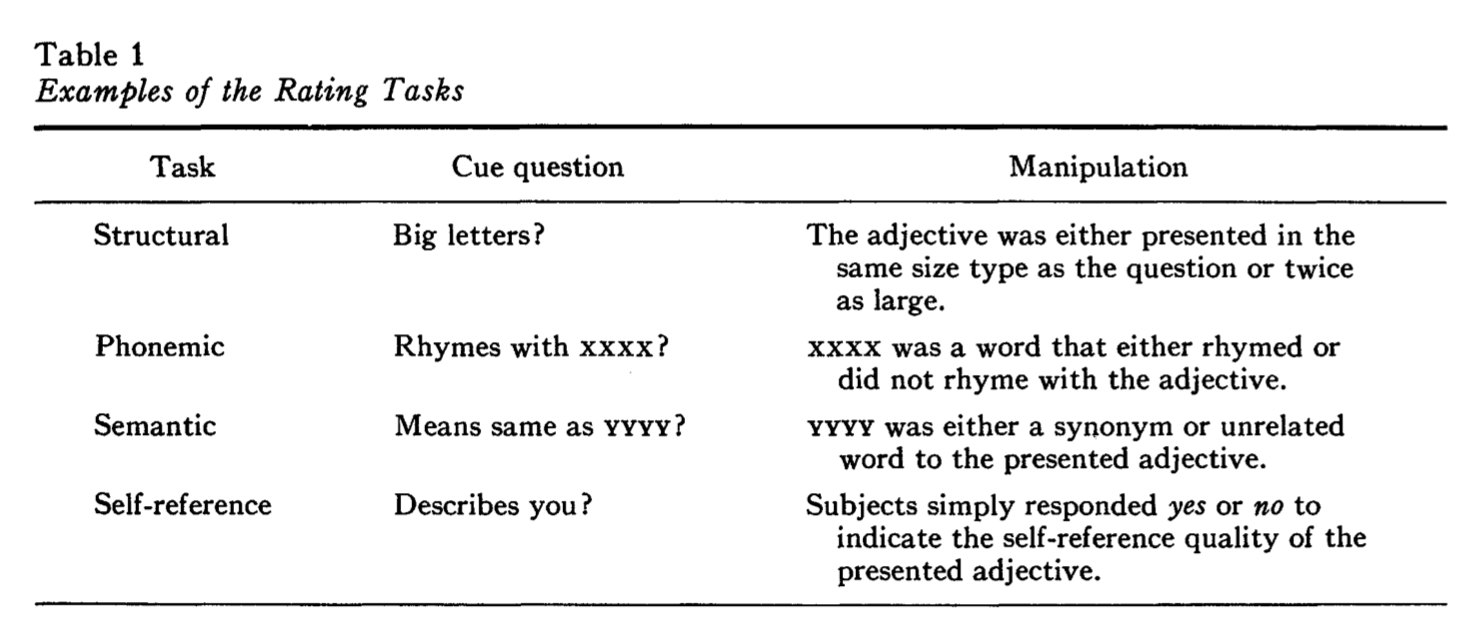 Table 1
Examples of the Rating Tasks
Task Cue question Manipulation
Structural Big letters? The adjective was either presented in the
same size type as the question or twice
as large.
Phonemic Rhymes with XXXX? XXXX was a word that either rhymed or
did not rhyme with the adjective.
Semantic Means same as YYYY? YYYY was either a synonym or unrelated
word to the presented adjective.
Self-reference Describes you? Subjects simply responded yes or no to
indicate the self-reference quality of the
presented adjective.